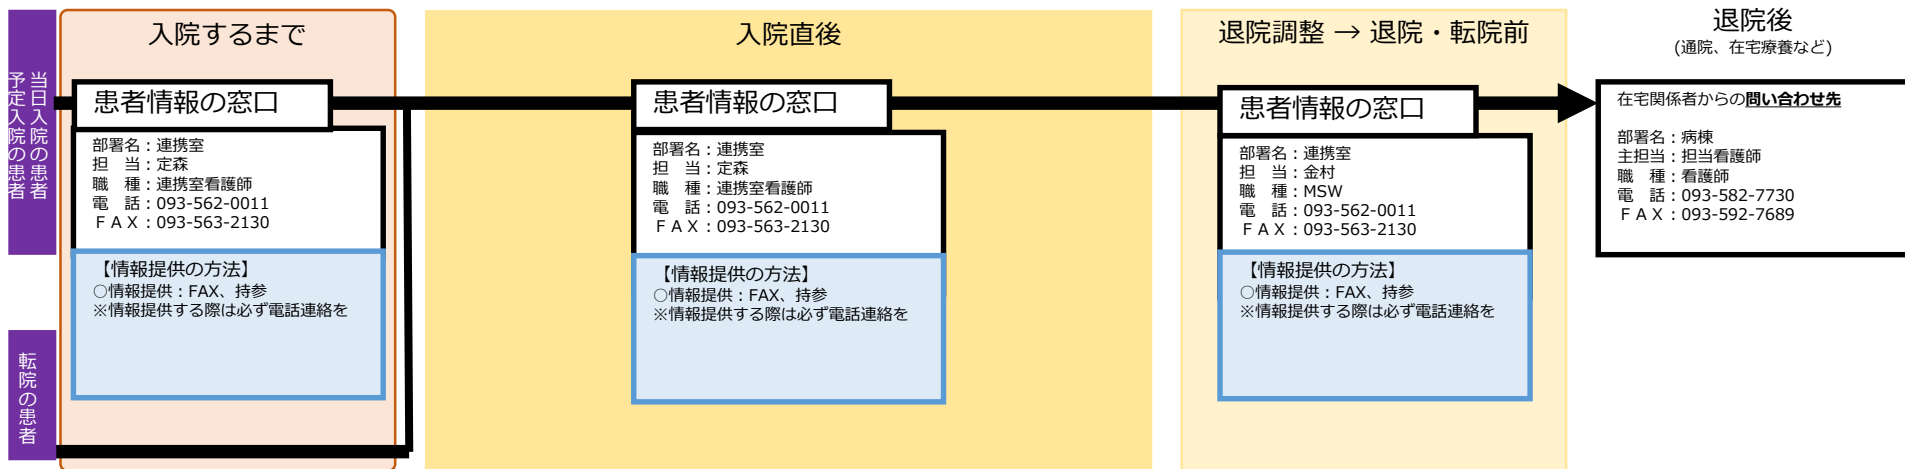 当日入院の患者
予定入院の患者
転院の患者
入院するまで
患者情報の窓口
部署名：連携室
担　当：定森
職　種：連携室看護師
電　話：093-562-0011
ＦＡＸ：093-563-2130
【情報提供の方法】
○情報提供：FAX、持参
※情報提供する際は必ず電話連絡を
入院直後
患者情報の窓口
部署名：連携室
担　当：定森
職　種：連携室看護師
電　話：093-562-0011
ＦＡＸ：093-563-2130
【情報提供の方法】
○情報提供：FAX、持参
※情報提供する際は必ず電話連絡を
退院調整 → 退院・転院前
患者情報の窓口
部署名：連携室
担　当：金村
職　種：MSW
電　話：093-562-0011
ＦＡＸ：093-563-2130
【情報提供の方法】
○情報提供：FAX、持参
※情報提供する際は必ず電話連絡を
退院後
(通院、在宅療養など)
在宅関係者からの問い合わせ先
部署名：病棟
主担当：担当看護師
職　種：看護師
電　話：093-582-7730
ＦＡＸ：093-592-7689